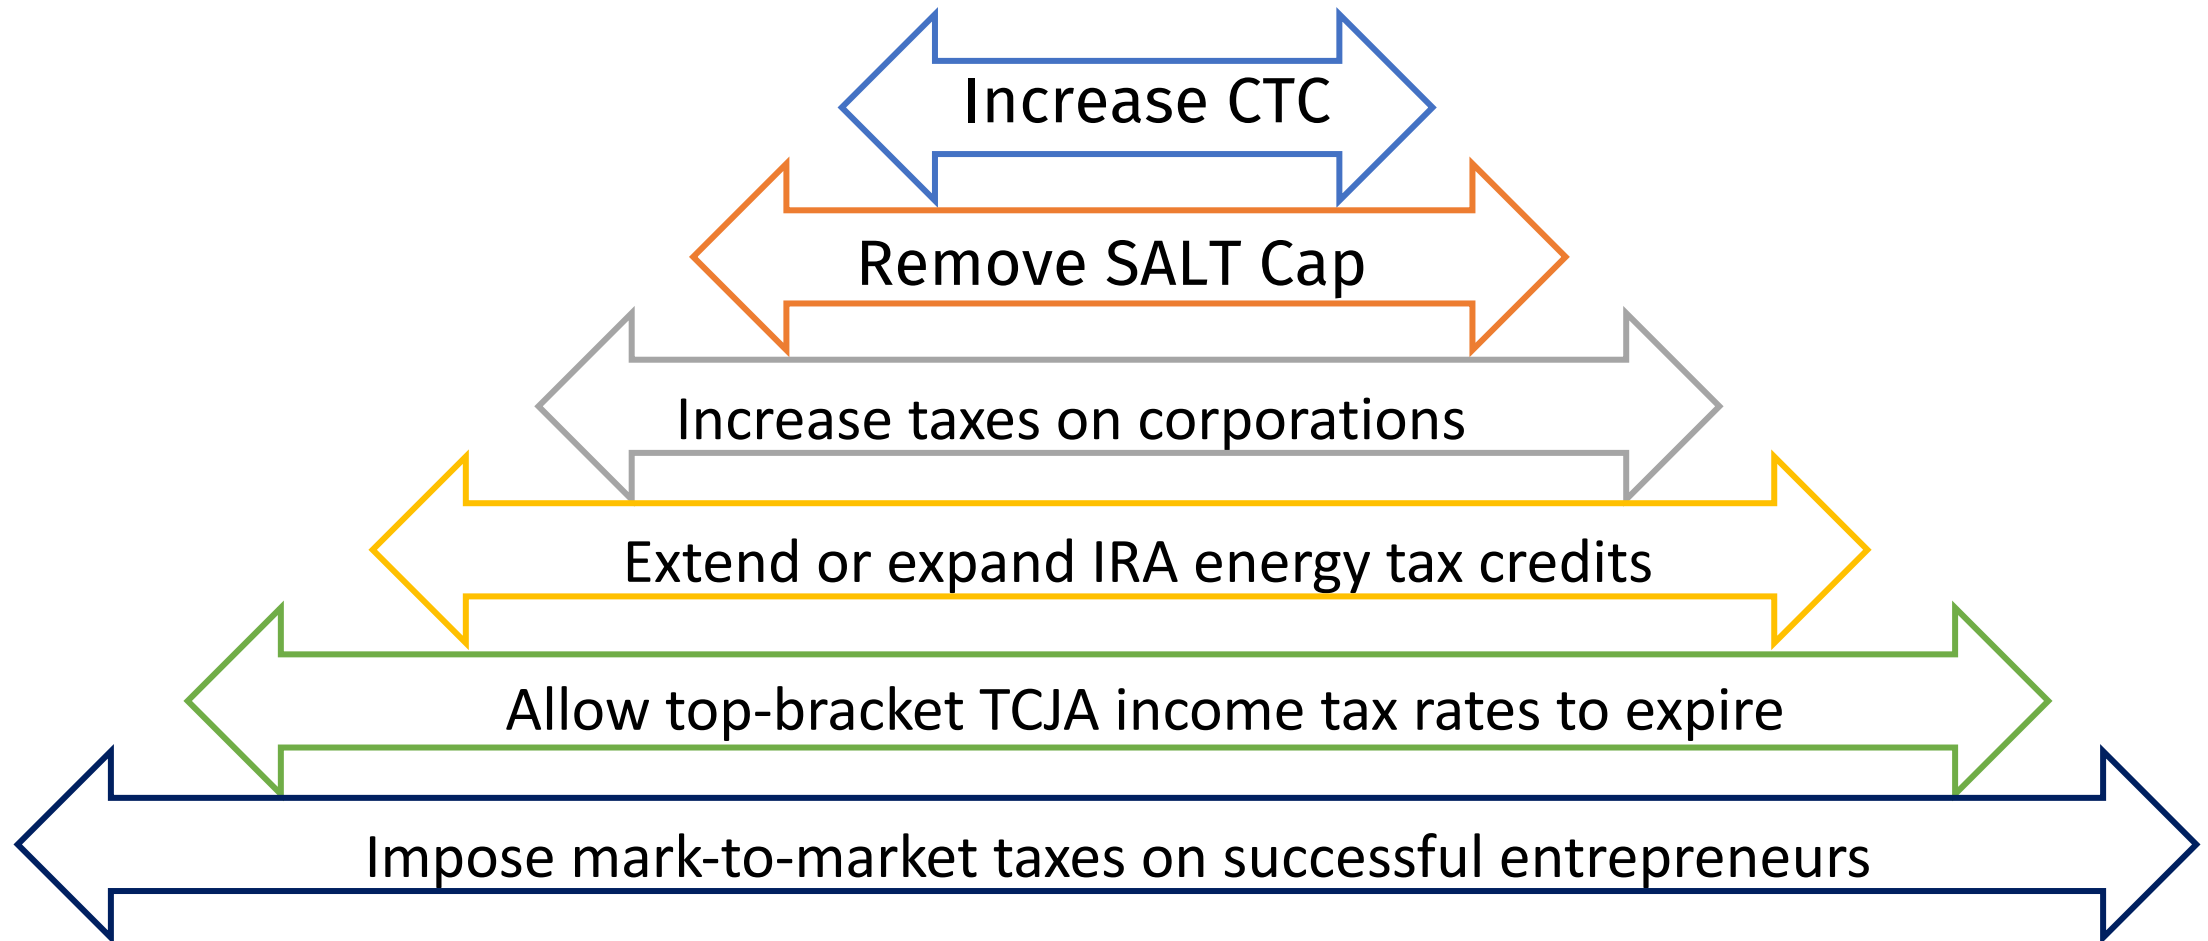 Increase CTC
Remove SALT Cap
Increase taxes on corporations
Extend or expand IRA energy tax credits
Allow top-bracket TCJA income tax rates to expire
Impose mark-to-market taxes on successful entrepreneurs